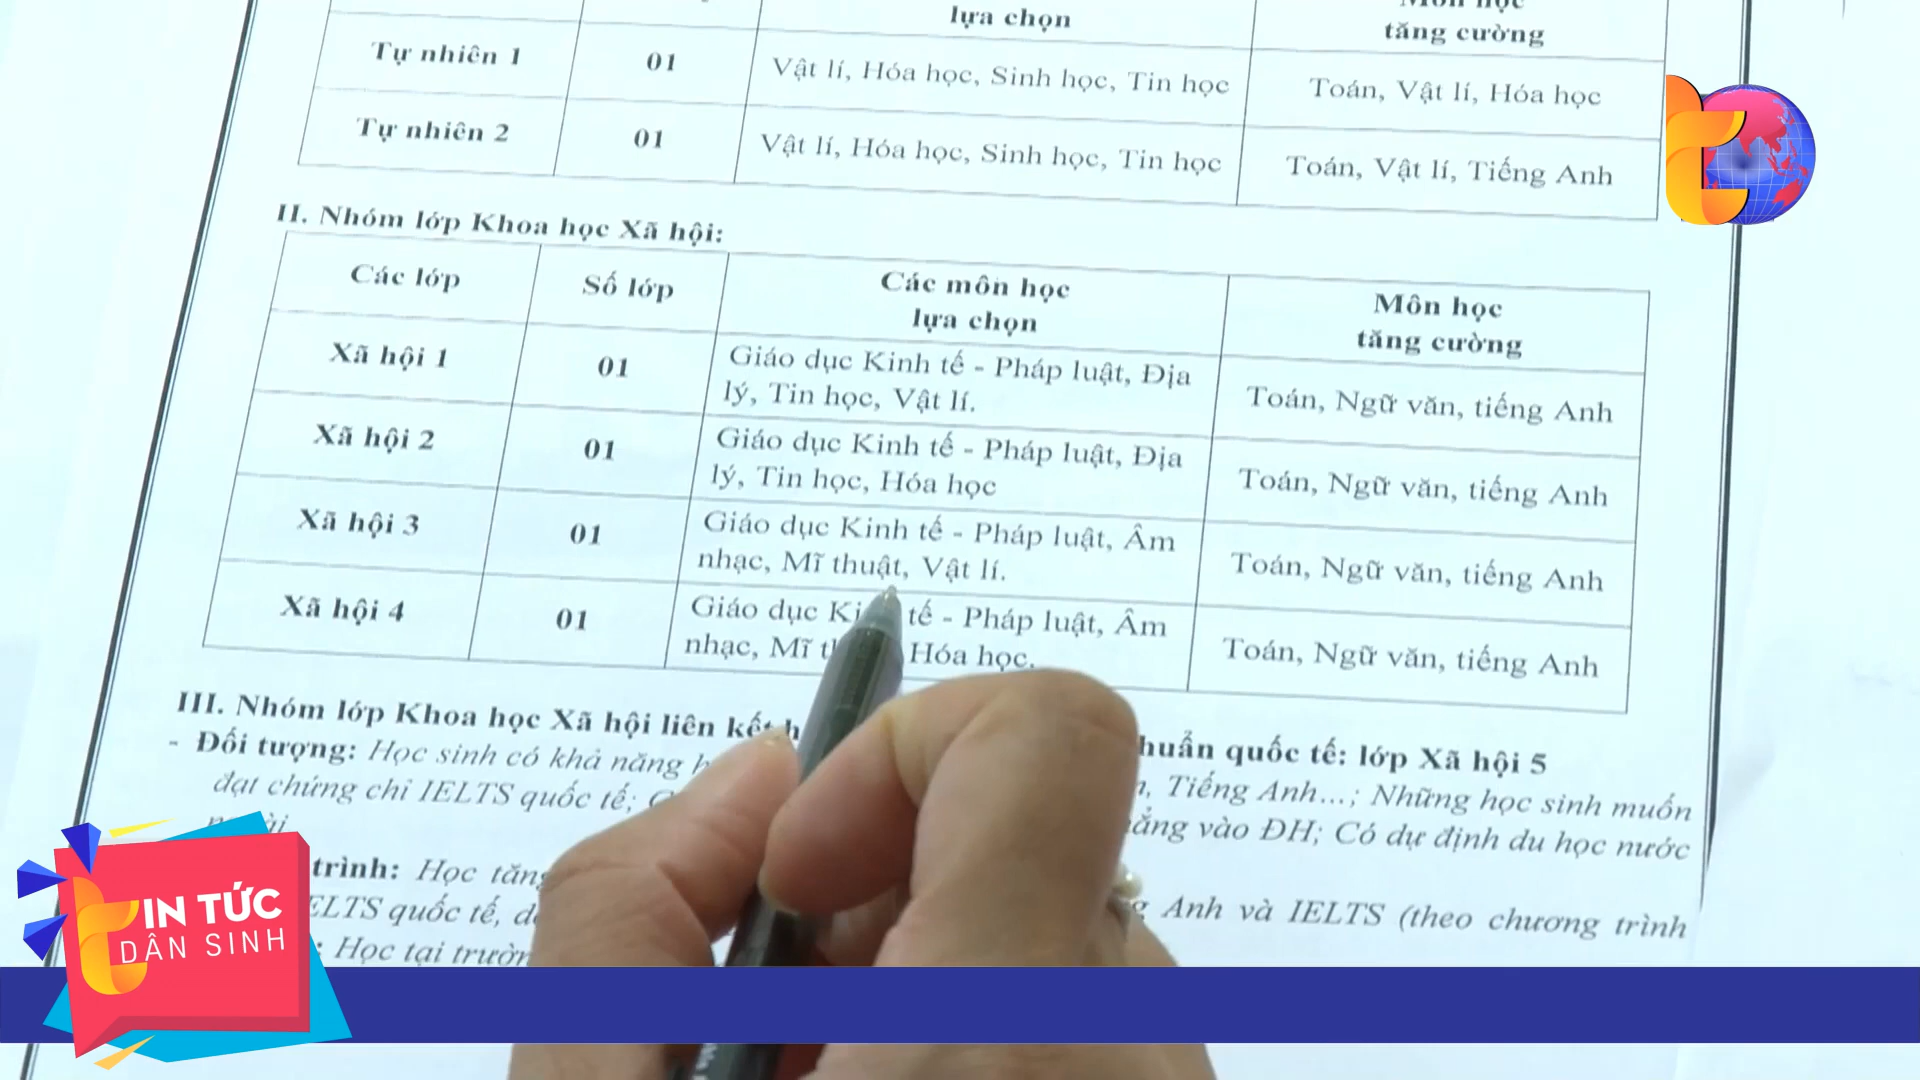 lựa chọn
Môn học
tăng cường
Tự nhiên 1
01
Vật lí, Hóa học, Sinh học, Tin học
Toán, Vật lí, Hóa học
Tự nhiên 2
01
Vật lí, Hóa học, Sinh học, Tin học
Toán, Vật lí, Tiếng Anh
II. Nhóm lớp Khoa học Xã hội:
Các lớp
Số lớp
Các môn học
lựa chọn
Môn học
tăng cường
Xã hội 1
01
Giáo dục Kinh tế - Pháp luật, Địa
lý, Tin học, Vật lí.
Toán, Ngữ văn, tiếng Anh
Xã hội 2
01
Giáo dục Kinh tế - Pháp luật, Địa
lý, Tin học, Hóa học
Toán, Ngữ văn, tiếng Anh
Xã hội 3
01
Giáo dục Kinh tế - Pháp luật, Âm
nhạc, Mĩ thuật, Vật lí.
Toán, Ngữ văn, tiếng Anh
Xã hội 4
01
Giáo dục tế - Pháp luật, Âm
nhạc, Mĩ Hóa học.
Toán, Ngữ văn, tiếng Anh
III. Nhóm lớp Khoa học Xã hội liên kết quốc tế: lớp Xã hội 5
- Đối tượng: Học sinh có khả năng Tiếng Anh...; Những học sinh muốn
đạt chứng chỉ IELTS quốc tế; vào ĐH; Có dự định du học nước
trình: Học
quốc tế, Anh và IELTS (theo chương trình
: Học tại
TIN TỨC
DÂN SINH